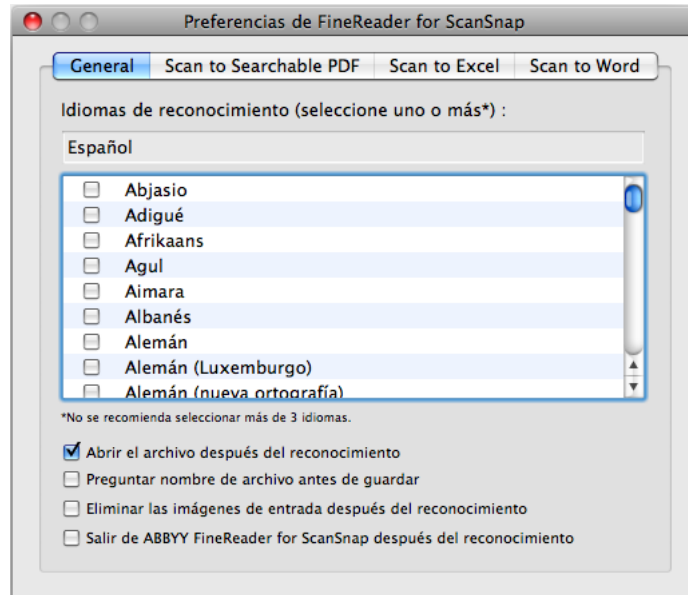 Preferencias de FineReader for ScanSnap
General Scan to Searchable PDF Scan to Excel Scan to Word
Idiomas de reconocimiento (seleccione uno o más*) :
Español
Abjasio
Adigué
Afrikaans
Agul
Aimara
Albanés
Alemán
Alemán (Luxemburgo)
Alemán (nueva ortografía)
*No se recomienda seleccionar más de 3 idiomas.
Abrir el archivo después del reconocimiento
Preguntar nombre de archivo antes de guardar
Eliminar las imágenes de entrada después del reconocimiento
Salir de ABBYY FineReader for ScanSnap después del reconocimiento